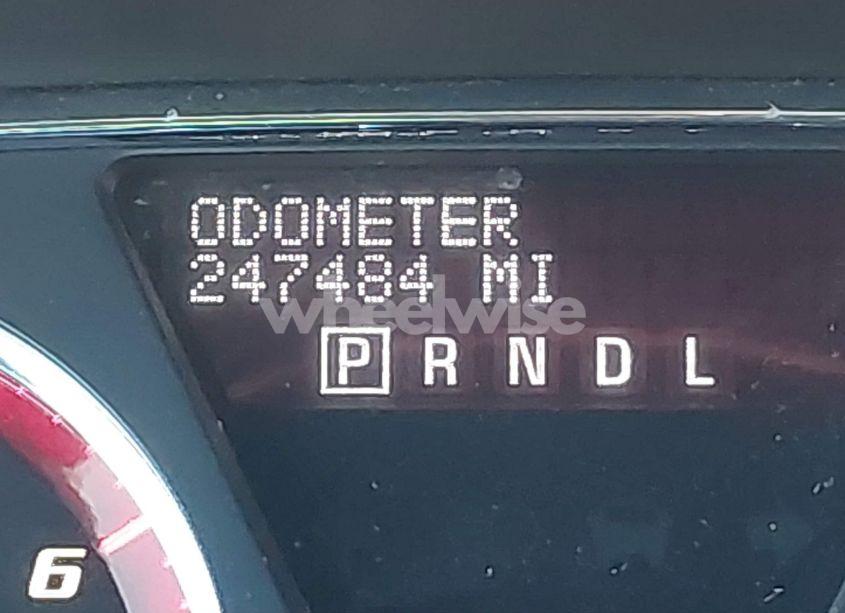 ODOMETER
247484 MI
wheelwise
P R N D L
6